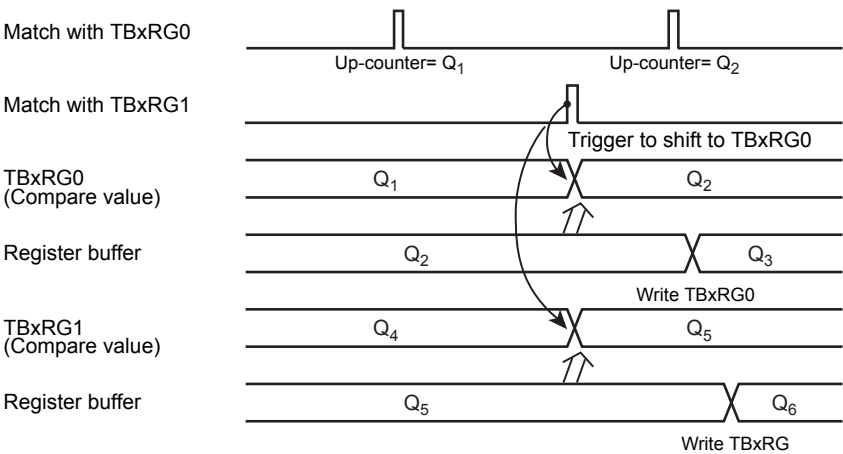 Match with TBxRG0
Up-counter= Q1
Up-counter= Q2
Match with TBxRG1
Trigger to shift to TBxRG0
TBxRG0
(Compare value)
Q1
Q2
Register buffer
Q2
Q3
Write TBxRG0
TBxRG1
(Compare value)
Q4
Q5
Register buffer
Q5
Q6
Write TBxRG